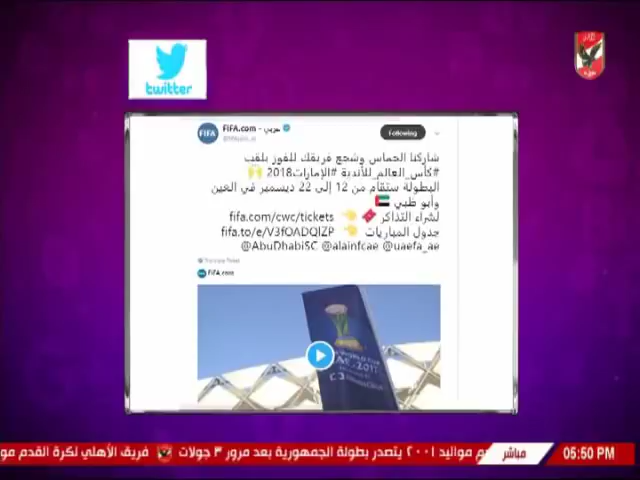 twitter
FIFA.com - عربي
Following
شاركنا الحماس وشجع فريقك للفوز بلقب
#كأس_العالم_للأندية #الإمارات2018
البطولة ستقام من 12 إلى 22 ديسمبر في العين
وأبو ظبي
لشراء التذاكر fifa.com/cwc/tickets
جدول المباريات fifa.to/e/V3fOADQIZP
@AbuDhabiSC @alainfcae @uaefa_ae
Translate Tweet
FIFA.com
FIFA
مباشر
05:50 PM
م مواليد ٢٠٠١ يتصدر بطولة الجمهورية بعد مرور ٣ جولات
فريق الأهلي لكرة القدم مو